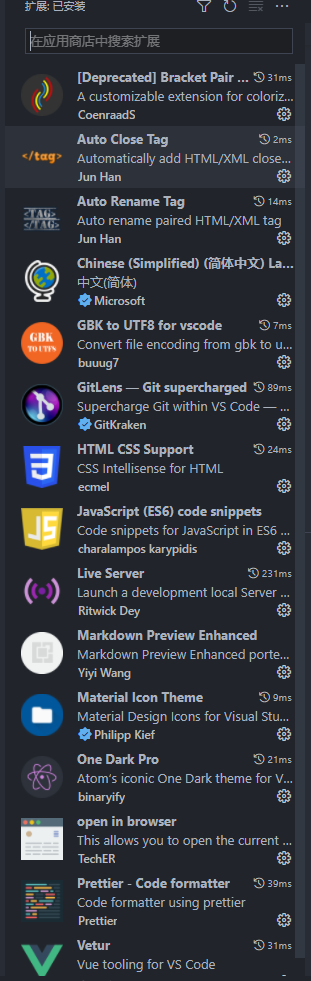 扩展: 已安装
在应用商店中搜索扩展
[Deprecated] Bracket Pair ... 31ms
A customizable extension for coloriz...
CoenraadS
</tag>
Auto Close Tag 2ms
Automatically add HTML/XML close...
Jun Han
<TAG>
</TAG>
Auto Rename Tag 14ms
Auto rename paired HTML/XML tag
Jun Han
Chinese (Simplified) (简体中文) La...
中文(简体)
Microsoft
GBK
TO UTF8
GBK to UTF8 for vscode 7ms
Convert file encoding from gbk to u...
buuug7
GitLens — Git supercharged 89ms
Supercharge Git within VS Code — ...
GitKraken
3
HTML CSS Support 24ms
CSS Intellisense for HTML
ecmel
JS
JavaScript (ES6) code snippets
Code snippets for JavaScript in ES6 ...
charalampos karypidis
Live Server 231ms
Launch a development local Server ...
Ritwick Dey
Markdown Preview Enhanced
Markdown Preview Enhanced porte...
Yiyi Wang
Material Icon Theme 9ms
Material Design Icons for Visual Stu...
Philipp Kief
One Dark Pro 21ms
Atom's iconic One Dark theme for V...
binaryify
open in browser
This allows you to open the current ...
TechER
Prettier - Code formatter 39ms
Code formatter using prettier
Prettier
Vetur 31ms
Vue tooling for VS Code